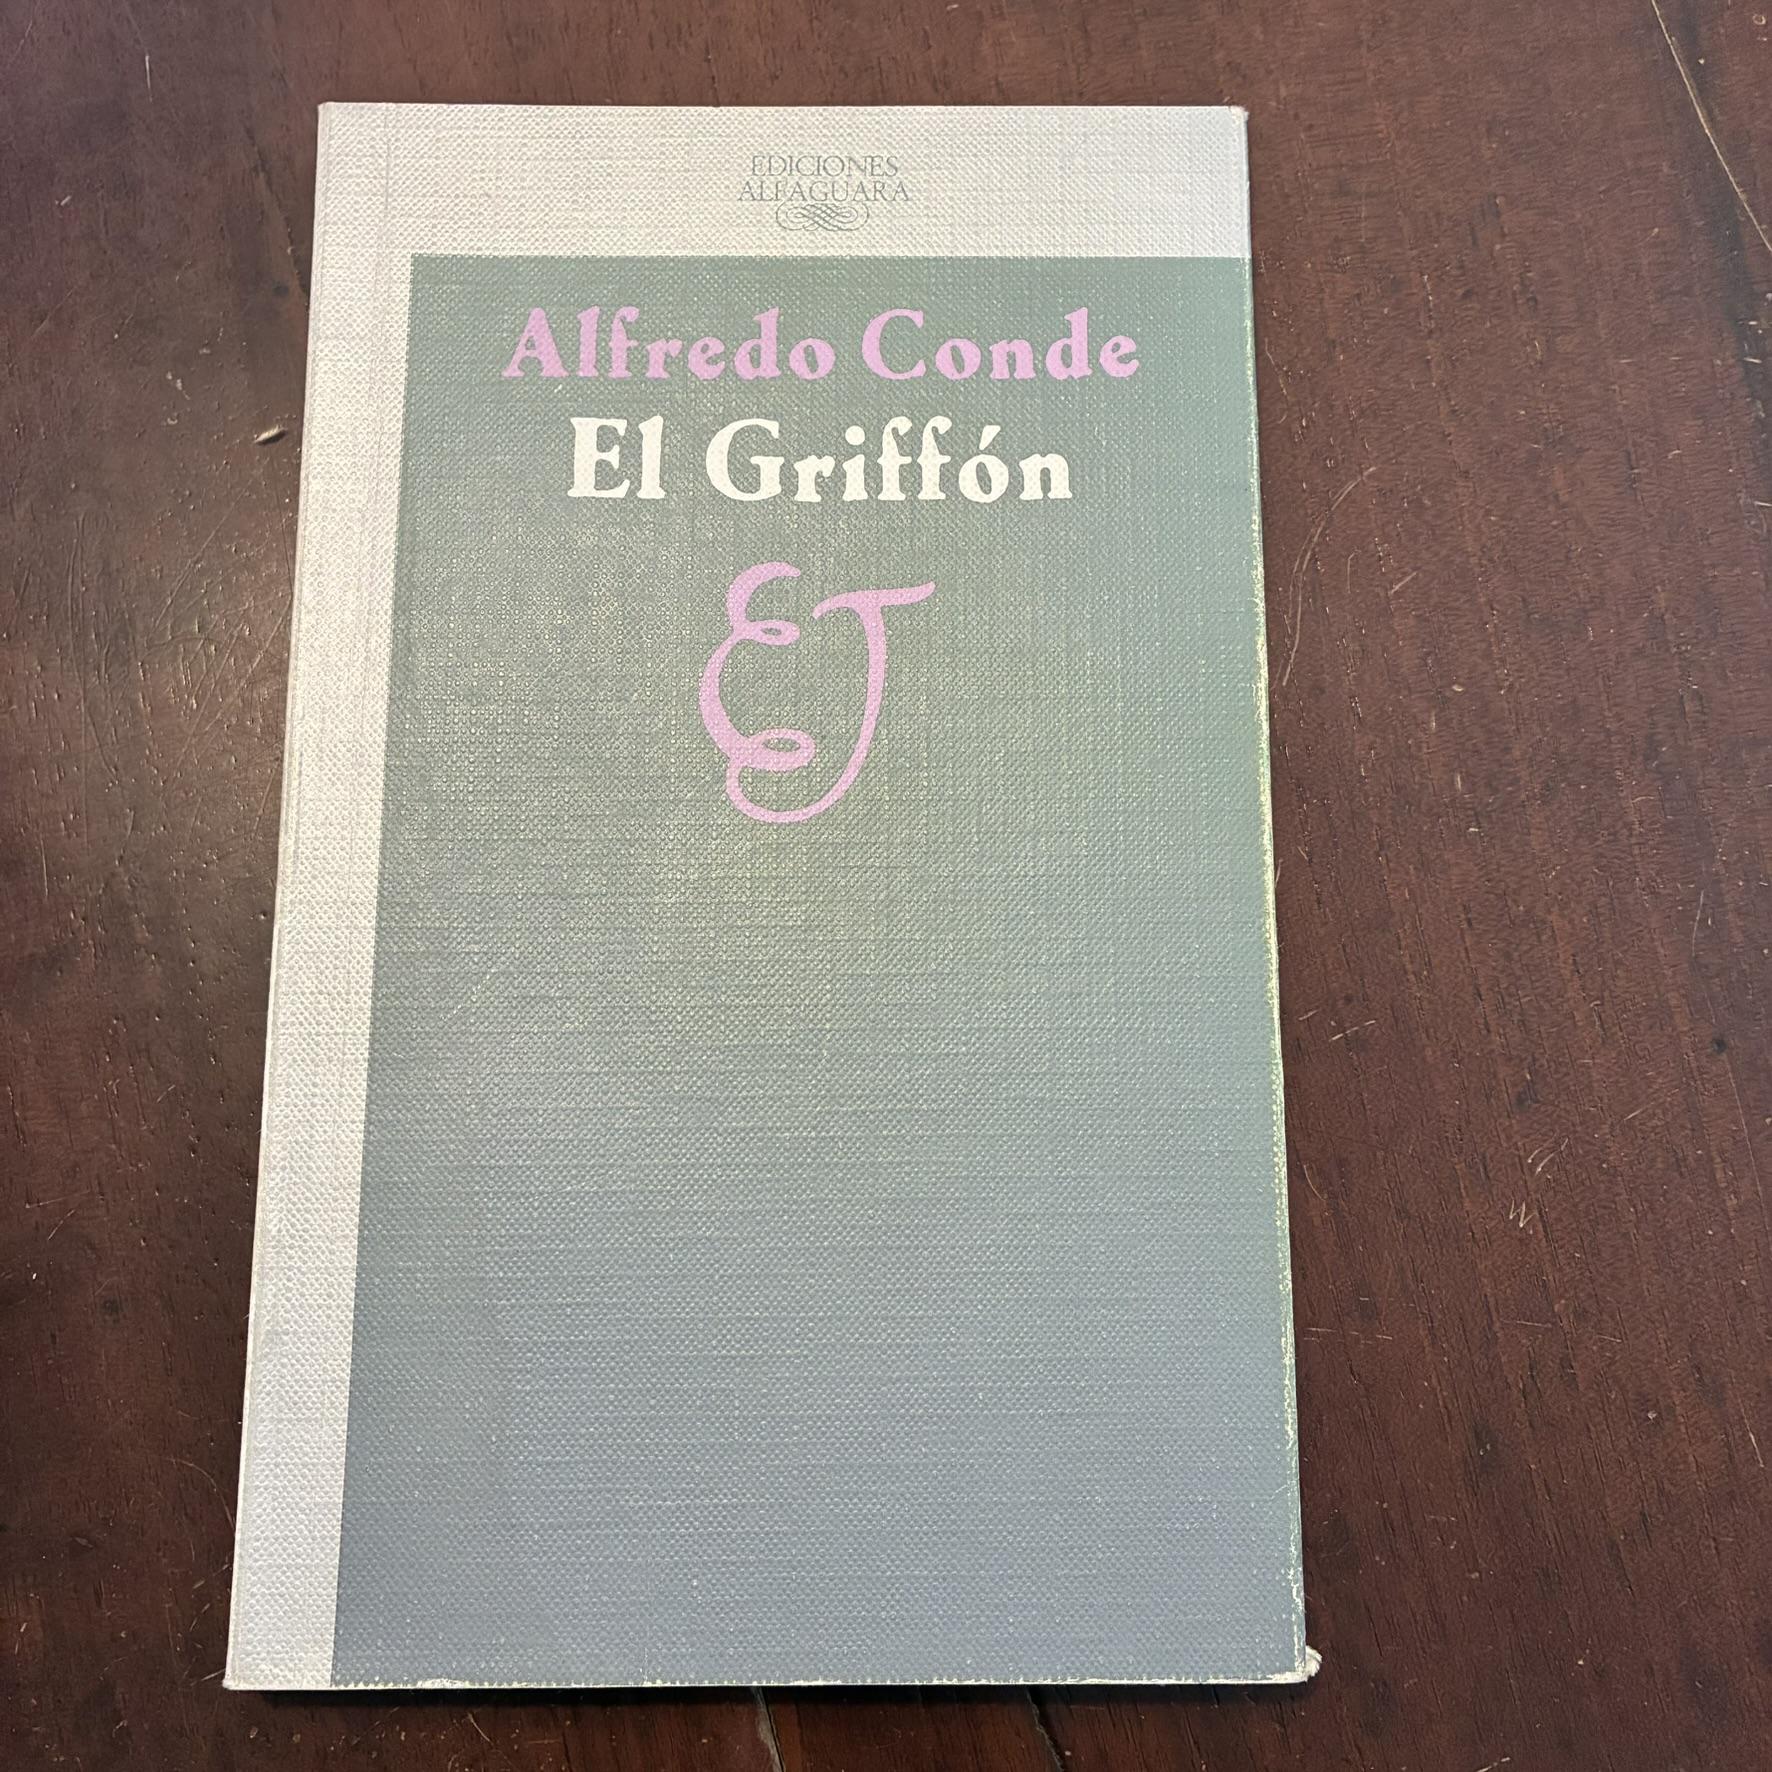 EDICIONES
ALFAGUARA
Alfredo Conde
El Griffón
&